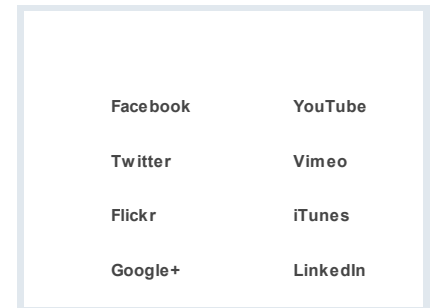 Facebook YouTube
Twitter Vimeo
Flickr iTunes
Google+ LinkedIn